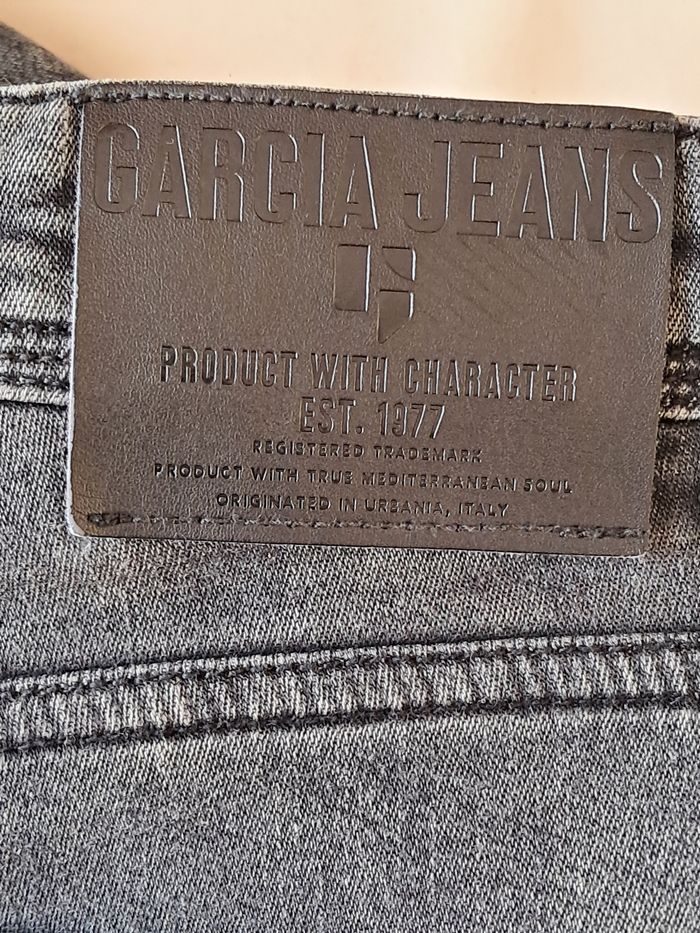 GARCIA JEANS
PRODUCT WITH CHARACTER
EST. 1977
REGISTERED TRADEMARK
PRODUCT WITH TRUE MEDITERRANEAN SOUL
ORIGINATED IN URBANIA, ITALY